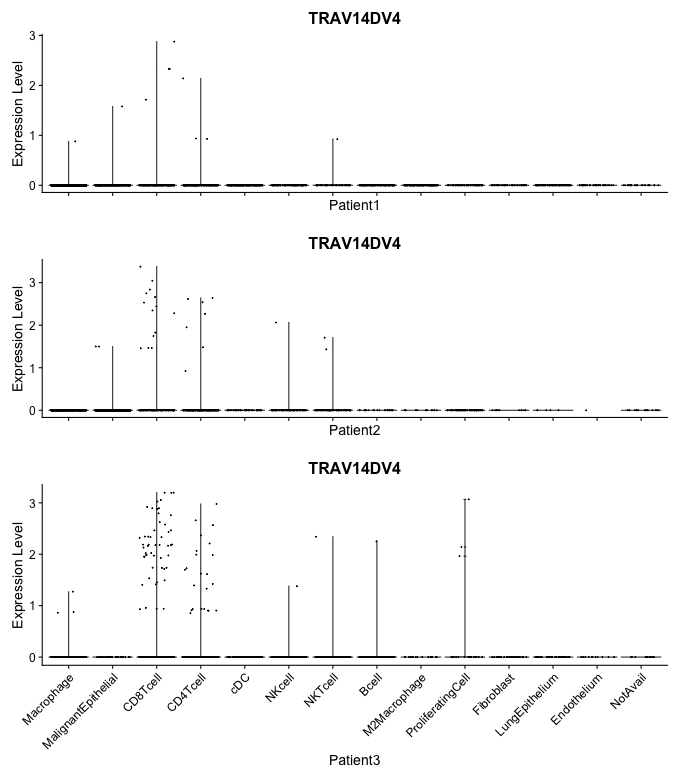 TRAV14DV4
Expression Level
3
2
1
0
Patient1
TRAV14DV4
Expression Level
3
2
1
0
Patient2
TRAV14DV4
Expression Level
3
2
1
0
Macrophage
MalignantEpithelial
CD8Tcell
CD4Tcell
cDC
NKcell
NKTcell
Bcell
M2Macrophage
ProliferatingCell
Fibroblast
LungEpithelium
Endothelium
NotAvail
Patient3